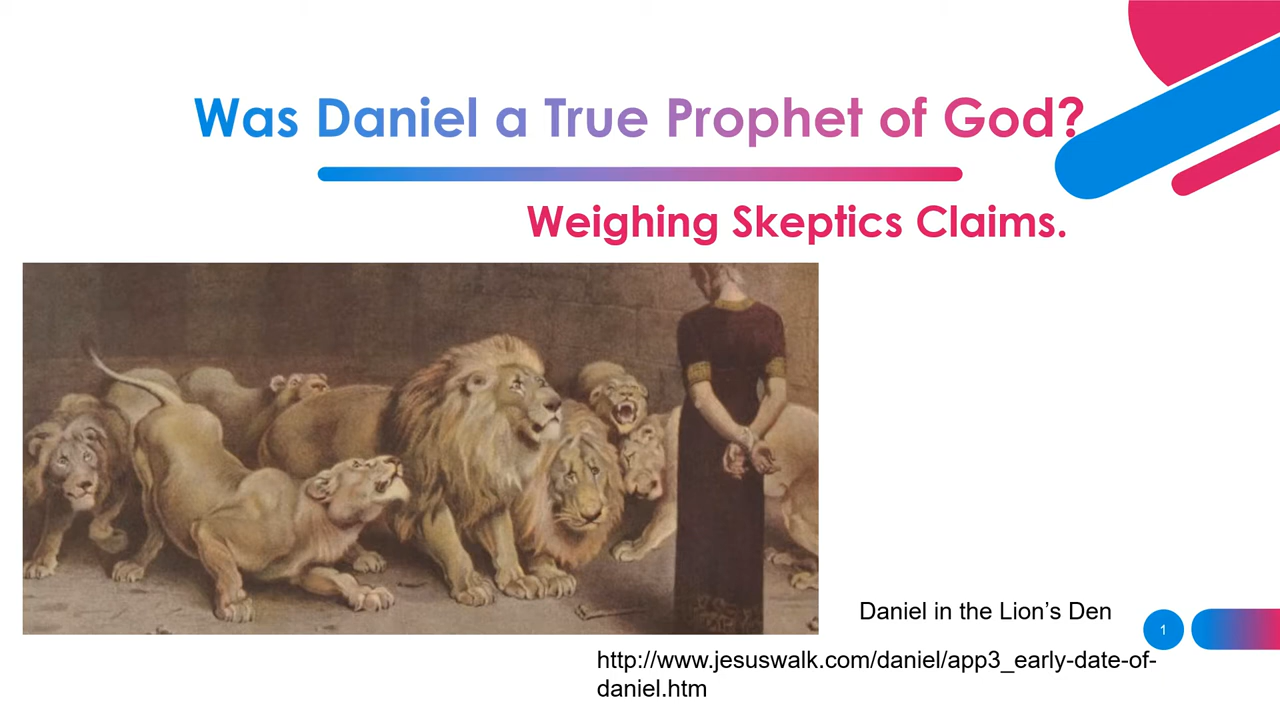 Was Daniel a True Prophet of God?
Weighing Skeptics Claims.
Daniel in the Lion’s Den
1
http://www.jesuswalk.com/daniel/app3_early-date-of-
daniel.htm